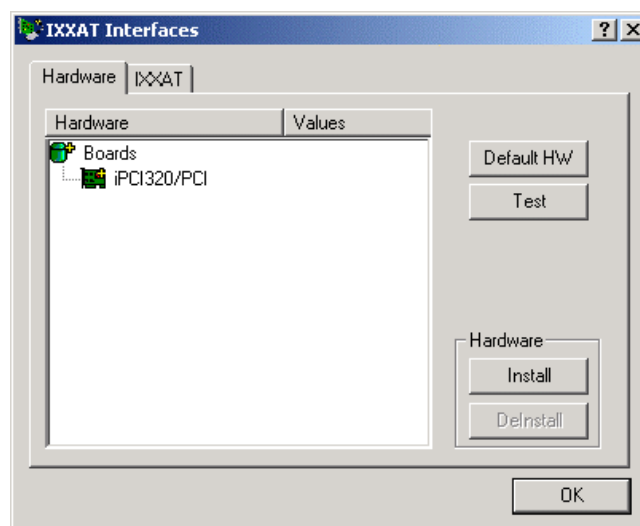 IXXAT Interfaces
Hardware IXXAT
Hardware Values
Boards
iPCI320/PCI
Default HW
Test
Hardware
Install
DeInstall
OK